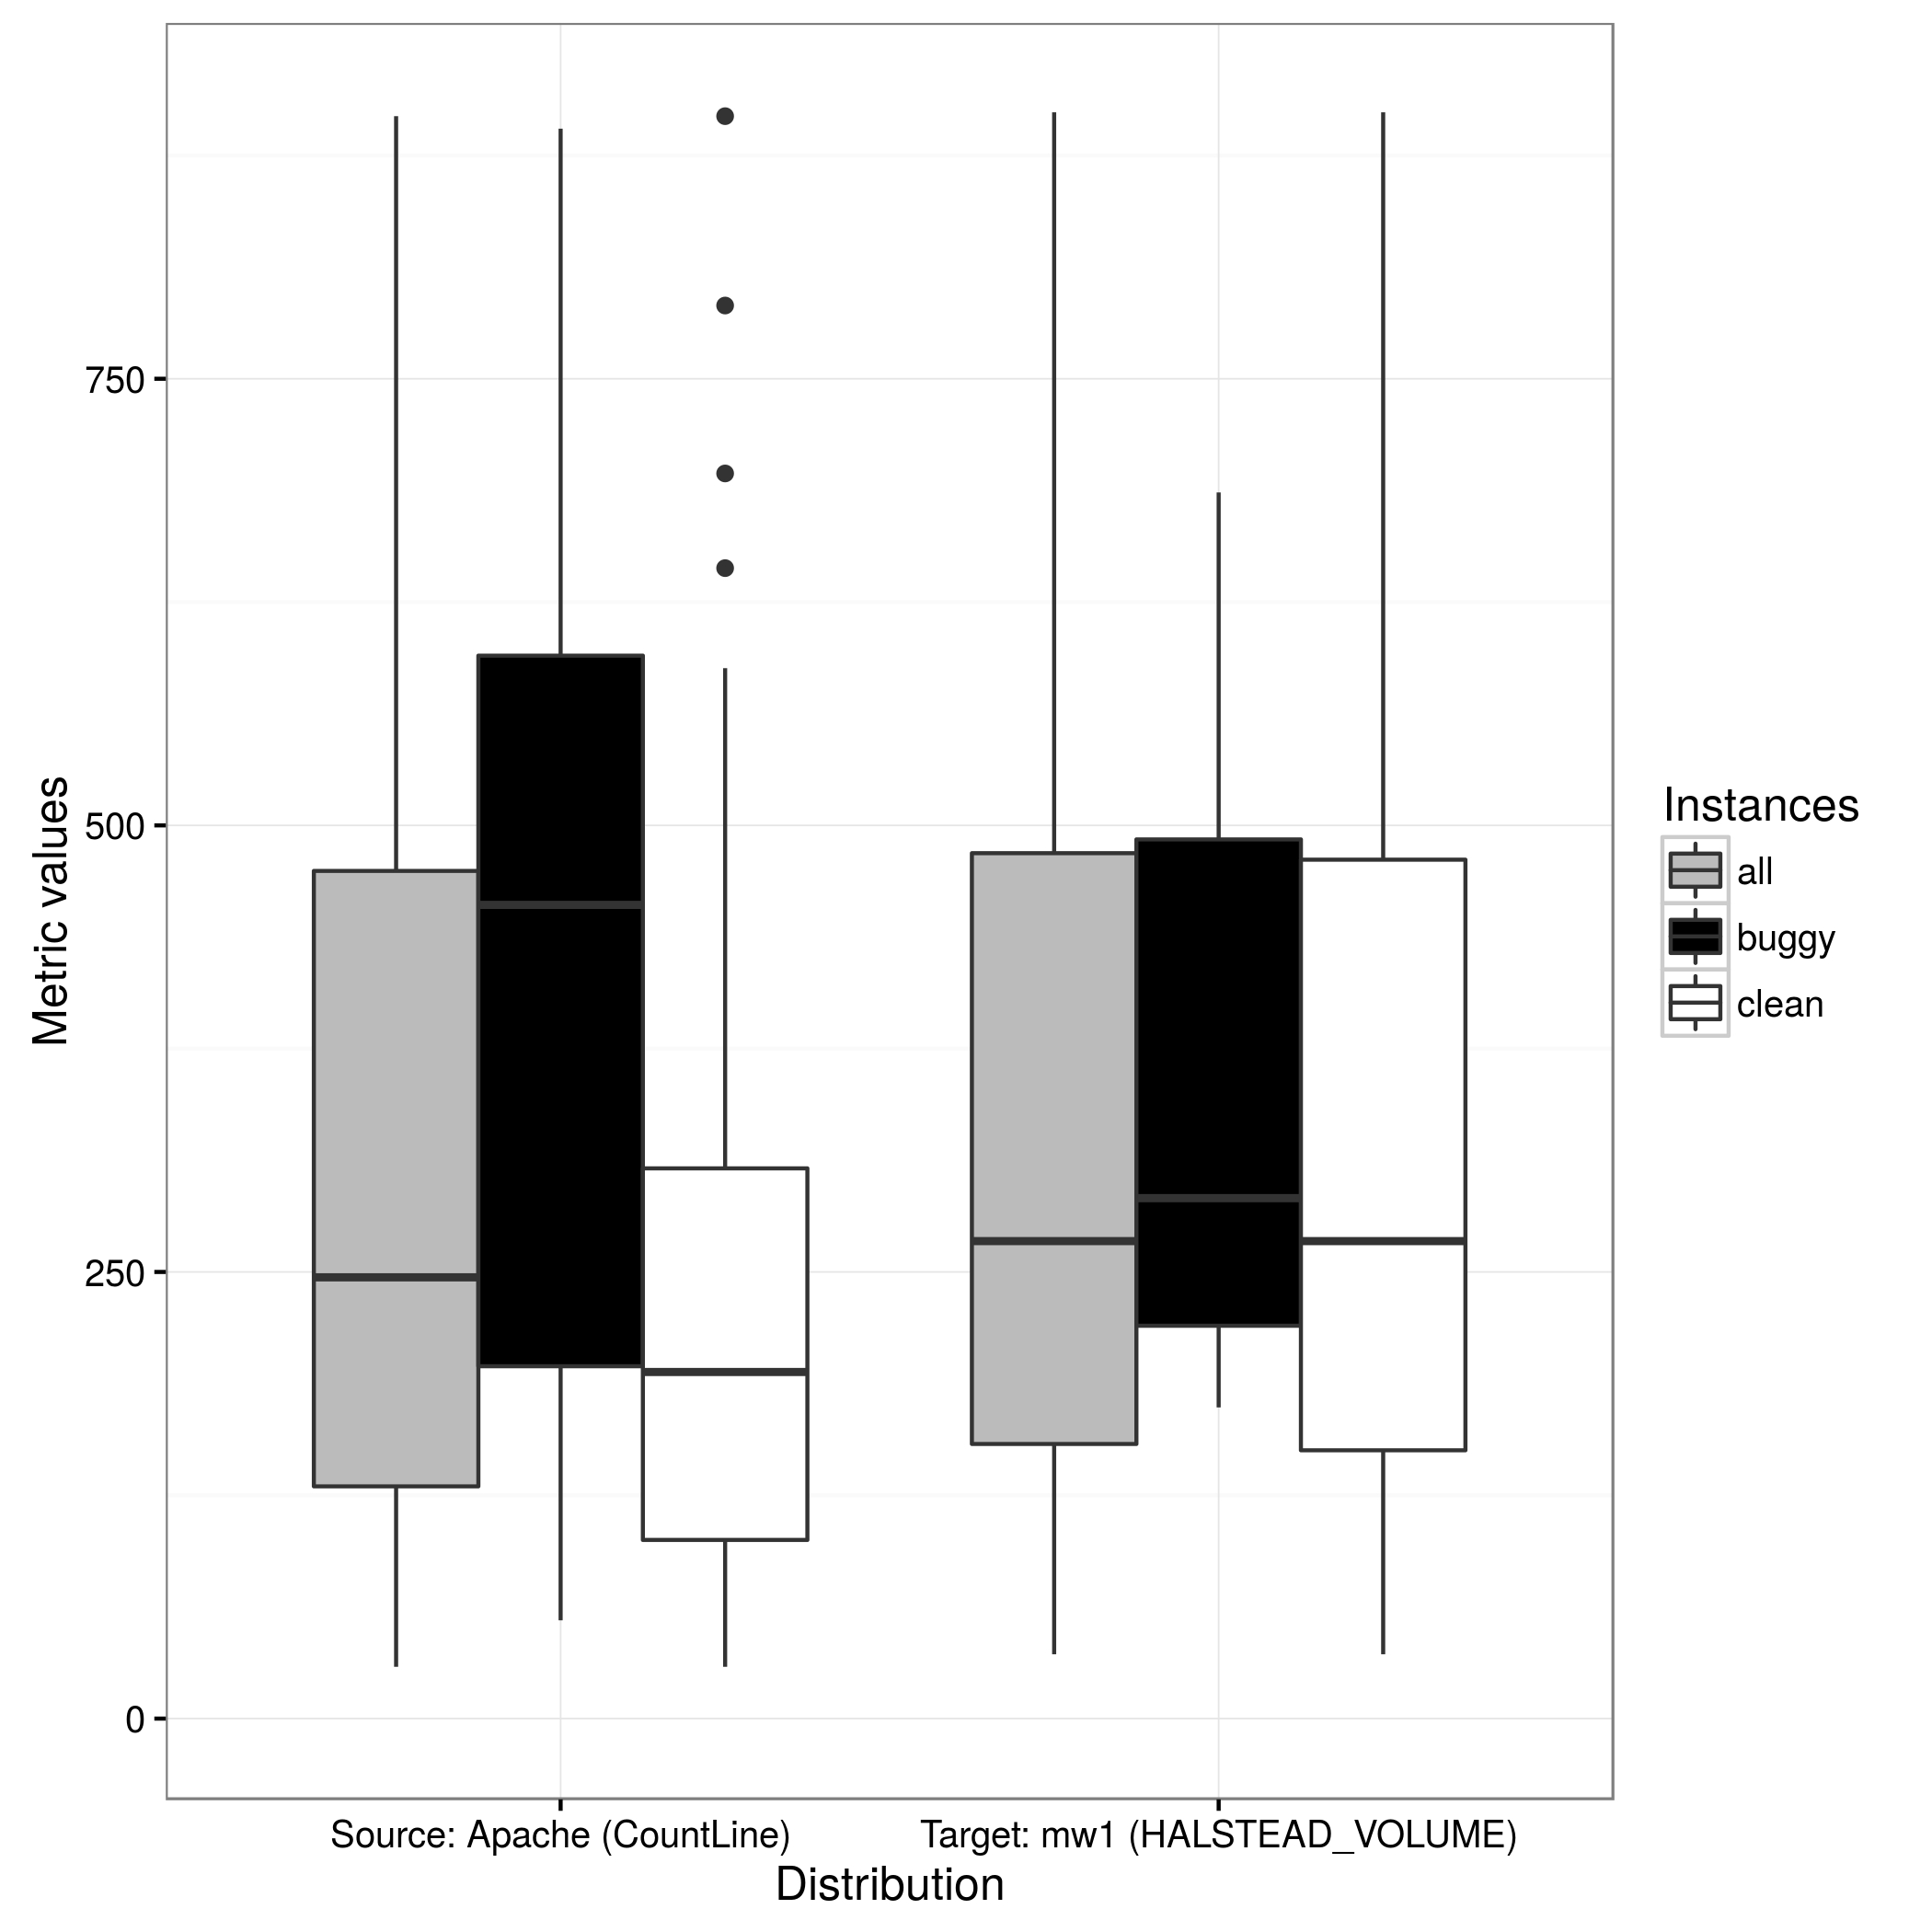 Metric values
750
500
250
0
Source: Apache (CountLine)
Target: mw1 (HALSTEAD_VOLUME)
Distribution
Instances
all
buggy
clean